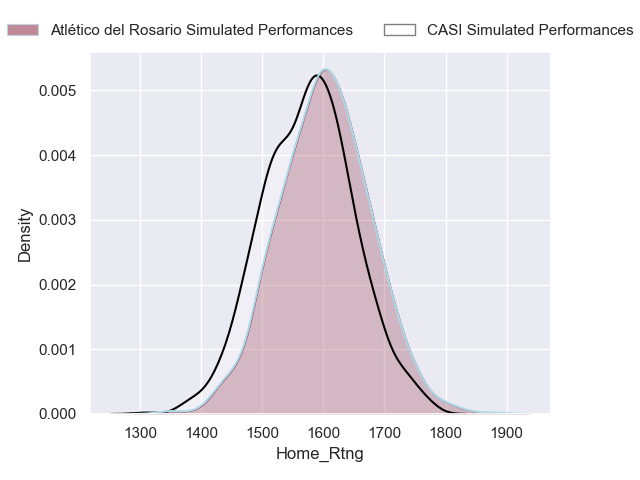 Atlético del Rosario Simulated Performances
CASI Simulated Performances
0.005
0.004
0.003
0.002
0.001
0.000
Density
1300 1400 1500 1600 1700 1800 1900
Home_Rtng